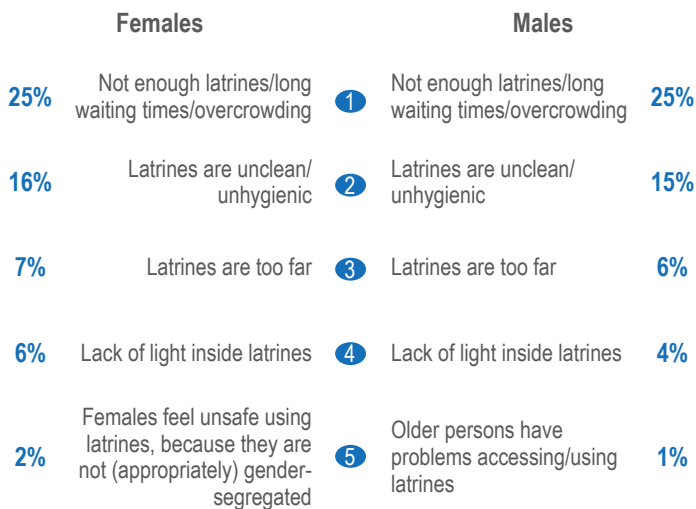 Females Males
25% Not enough latrines/long waiting times/overcrowding 1 Not enough latrines/long waiting times/overcrowding 25%
16% Latrines are unclean/ unhygienic 2 Latrines are unclean/ unhygienic 15%
7% Latrines are too far 3 Latrines are too far 6%
6% Lack of light inside latrines 4 Lack of light inside latrines 4%
2% Females feel unsafe using latrines, because they are not (appropriately) gender-segregated 5 Older persons have problems accessing/using latrines 1%